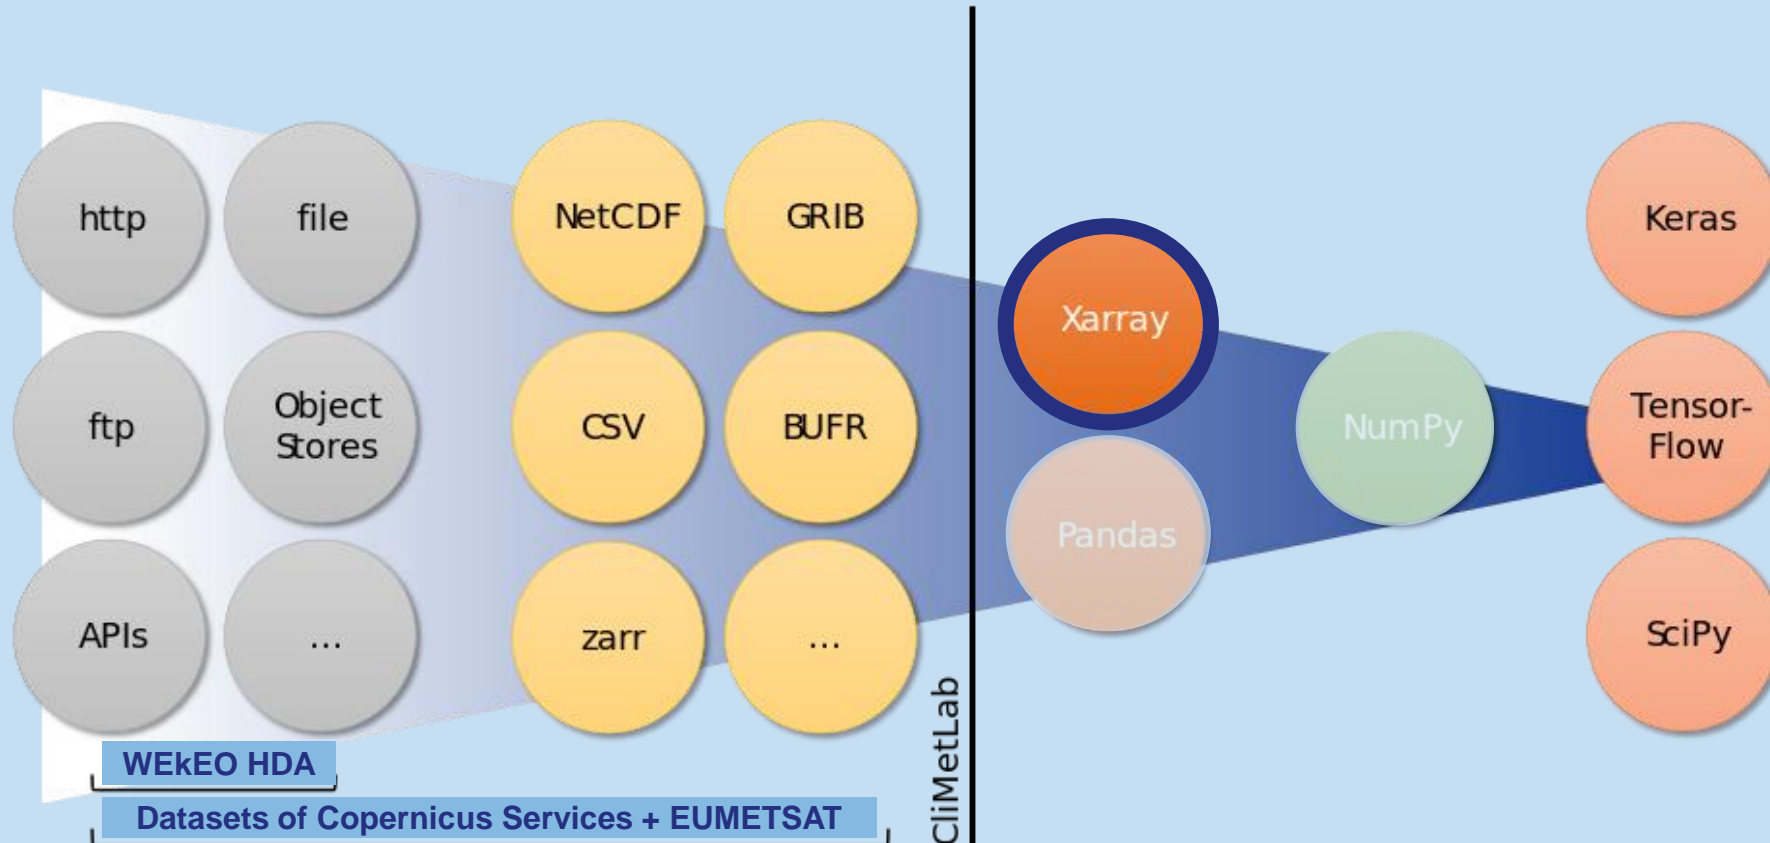 http
file
NetCDF
GRIB
Xarray
Keras
ftp
Object
Stores
CSV
BUFR
NumPy
Tensor-
Flow
Pandas
APIs
...
zarr
...
SciPy
CliMetLab
WEkEO HDA
Datasets of Copernicus Services + EUMETSAT